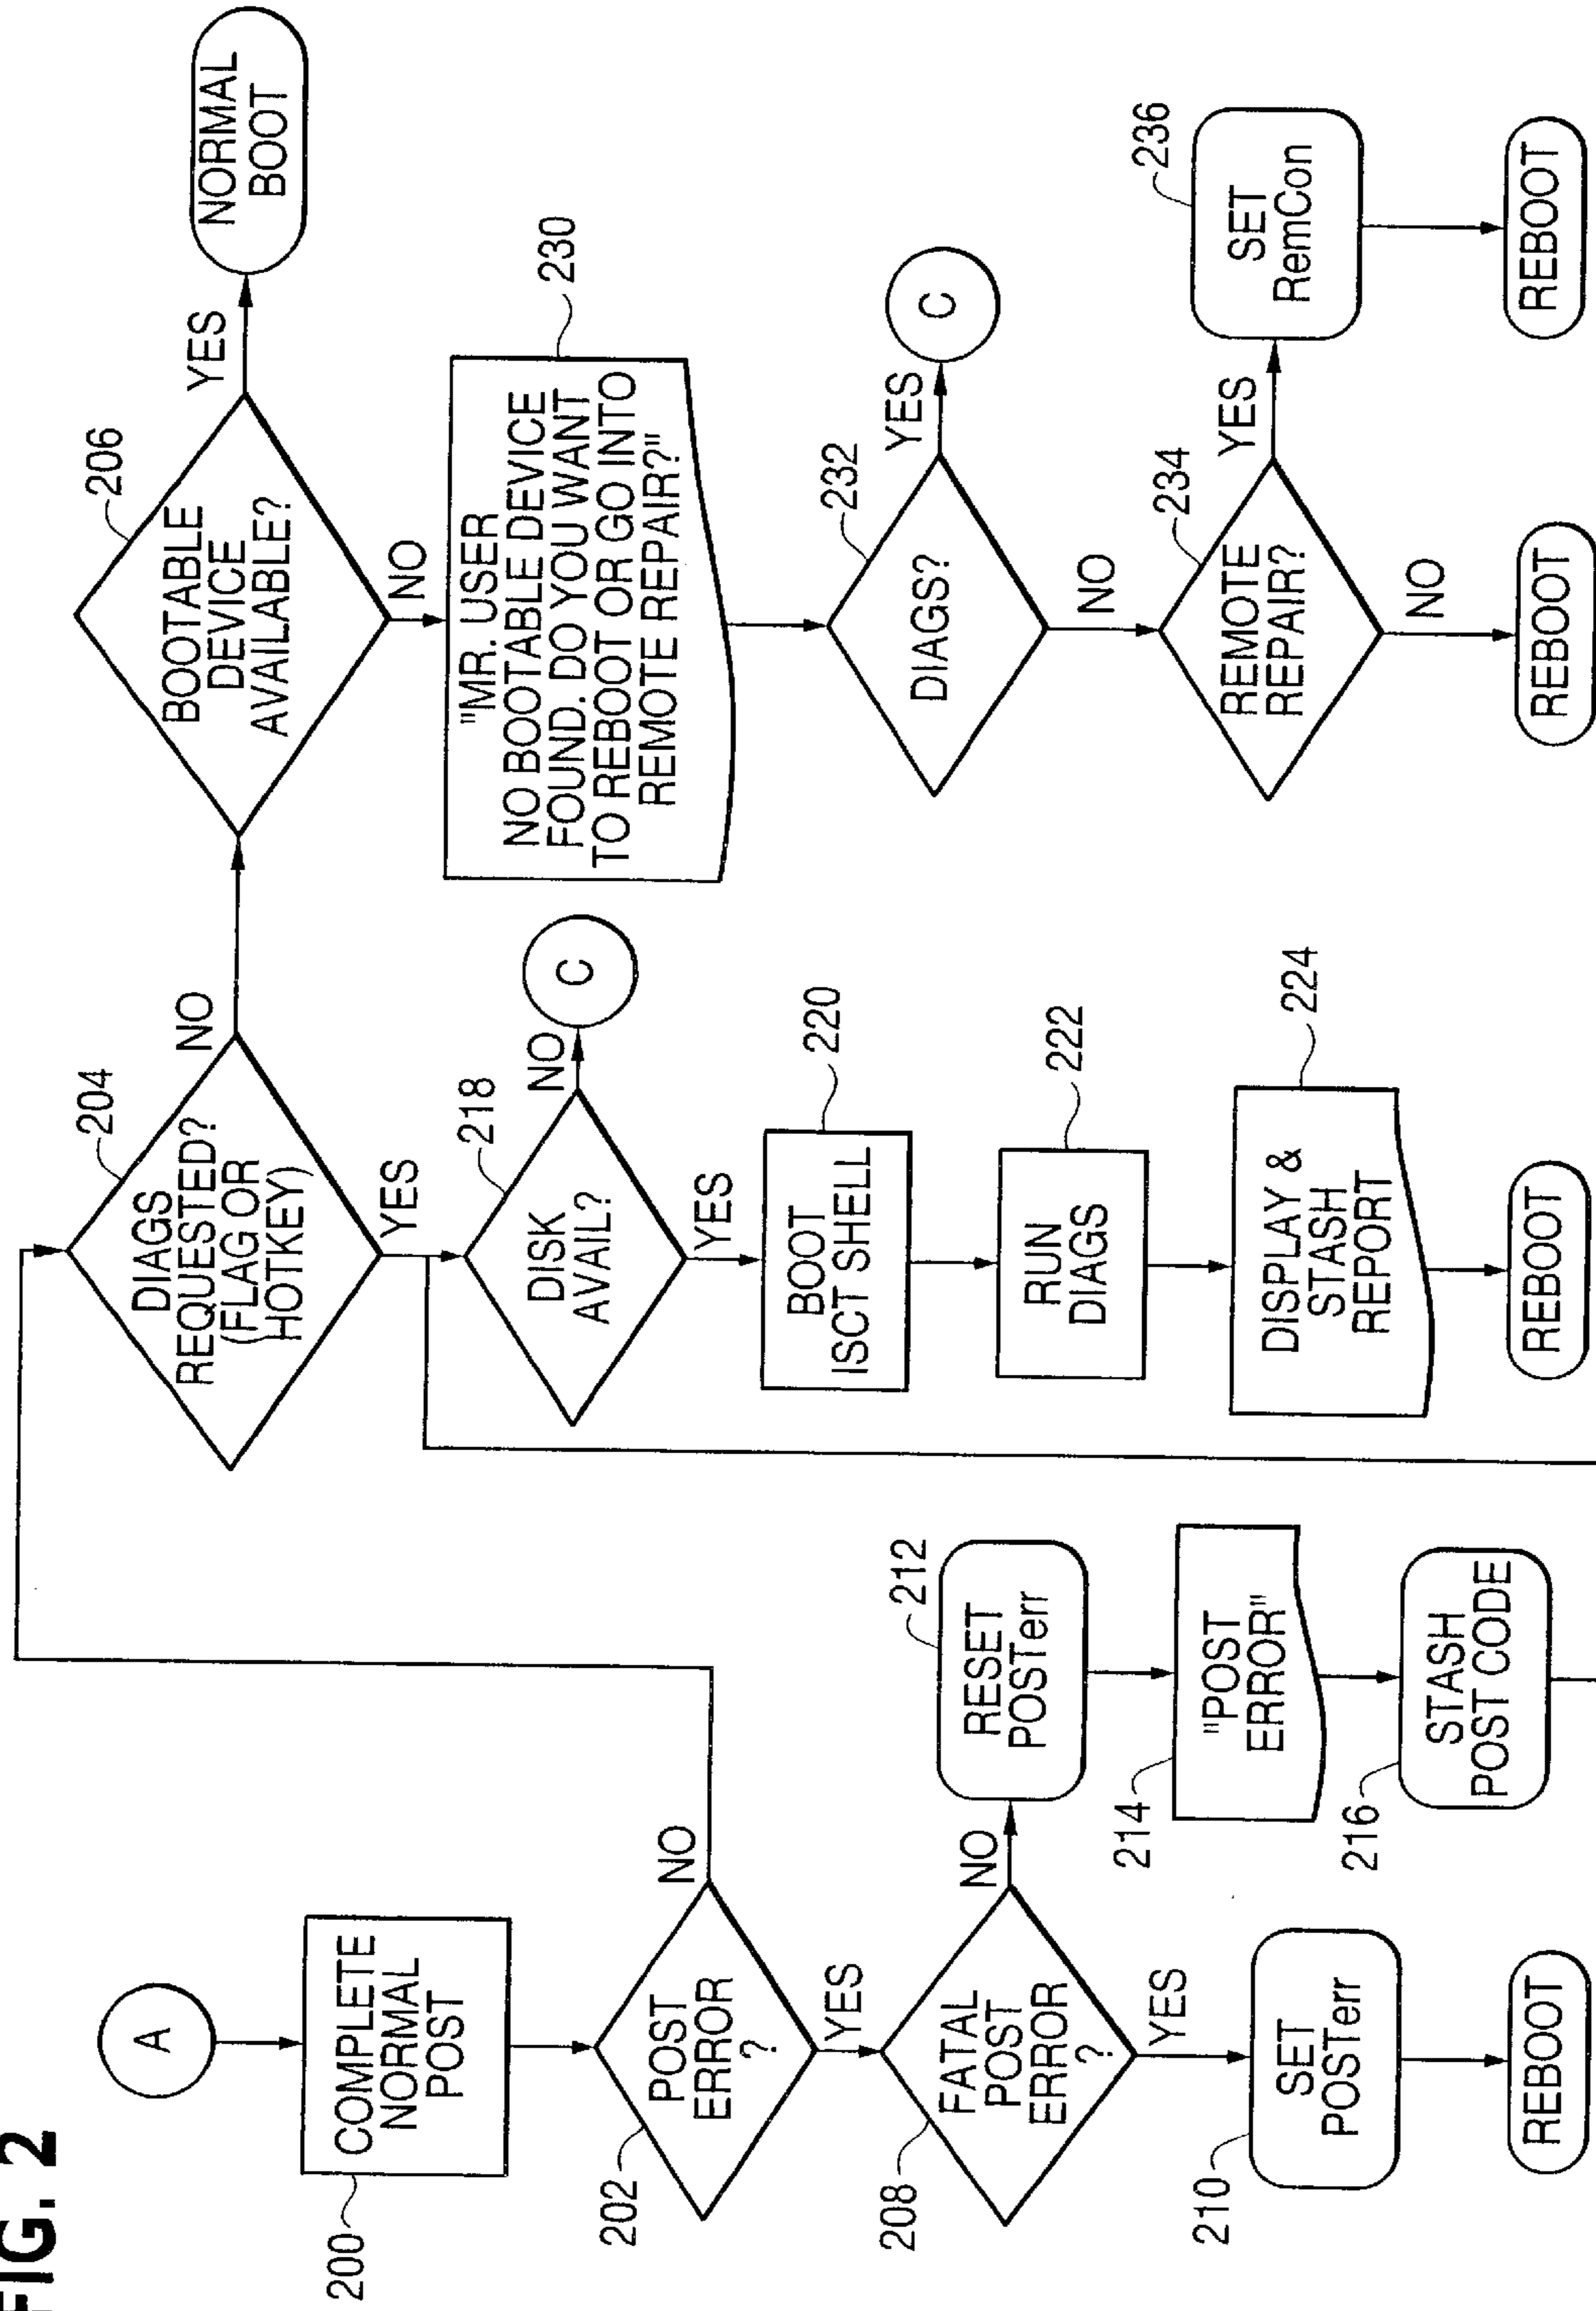 FIG. 2
A
200
COMPLETE
NORMAL
POST
202
POST
ERROR
?
NO
YES
208
FATAL
POST
ERROR
?
NO
YES
210
SET
POSTerr
REBOOT
212
RESET
POSTerr
214
"POST
ERROR"
216
STASH
POST CODE
204
DIAGS
REQUESTED?
(FLAG OR
HOTKEY)
NO
YES
218
DISK
AVAIL?
NO
C
YES
220
BOOT
ISCT SHELL
222
RUN
DIAGS
224
DISPLAY &
STASH
REPORT
REBOOT
206
BOOTABLE
DEVICE
AVAILABLE?
YES
NORMAL
BOOT
NO
230
"MR. USER
NO BOOTABLE DEVICE
FOUND. DO YOU WANT
TO REBOOT OR GO INTO
REMOTE REPAIR?"
232
DIAGS?
YES
C
NO
234
REMOTE
REPAIR?
YES
236
SET
RemCon
REBOOT
NO
REBOOT